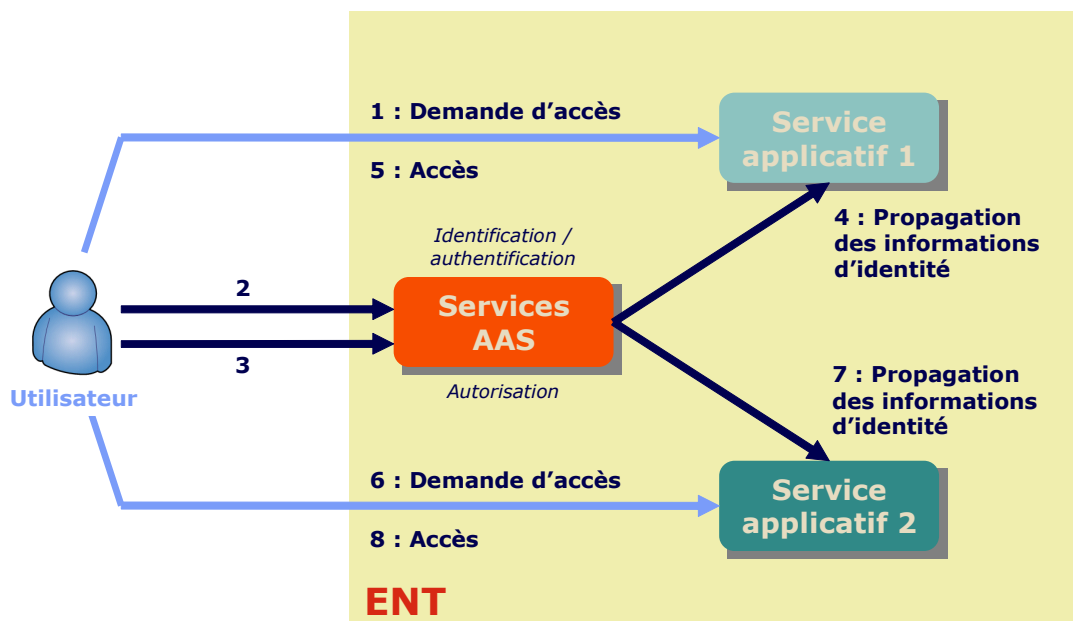 1 : Demande d’accès
5 : Accès
Service
applicatif 1
4 : Propagation
des informations
d’identité
Identification /
authentification
2
Services
AAS
3
Autorisation
Utilisateur
7 : Propagation
des informations
d’identité
6 : Demande d’accès
8 : Accès
Service
applicatif 2
ENT